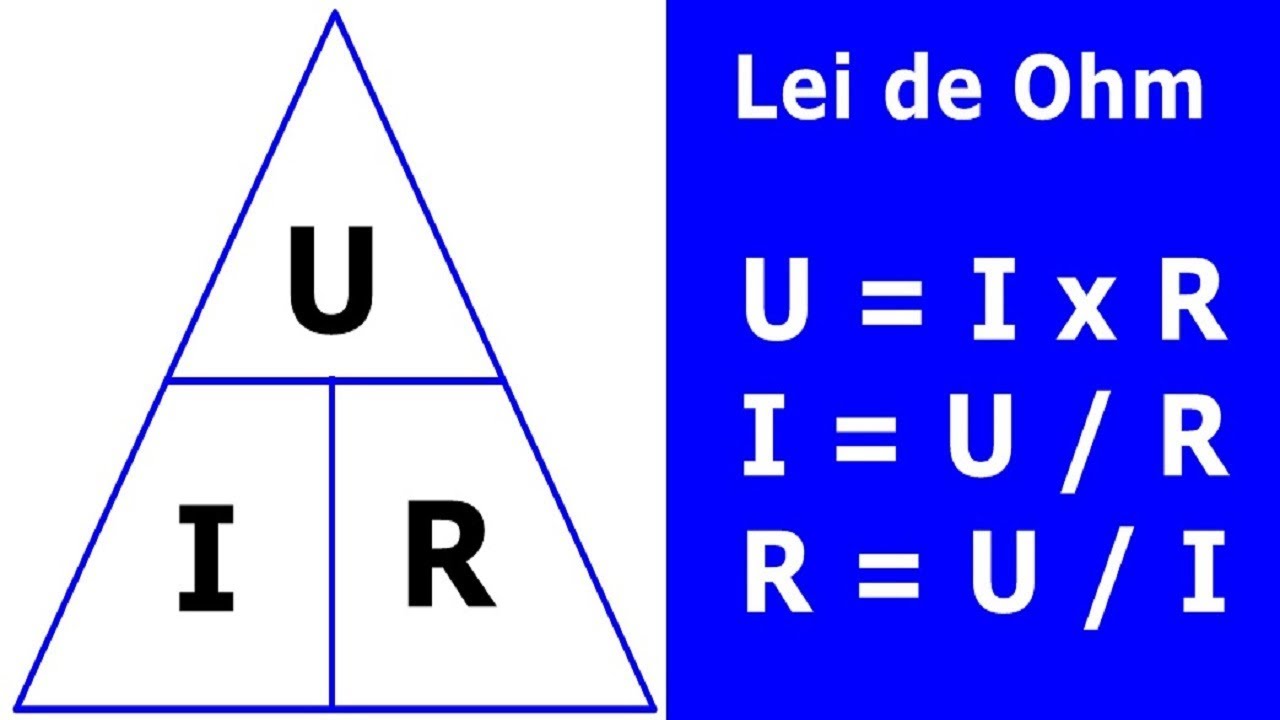 U
I R
Lei de Ohm
U = I x R
I = U / R
R = U / I